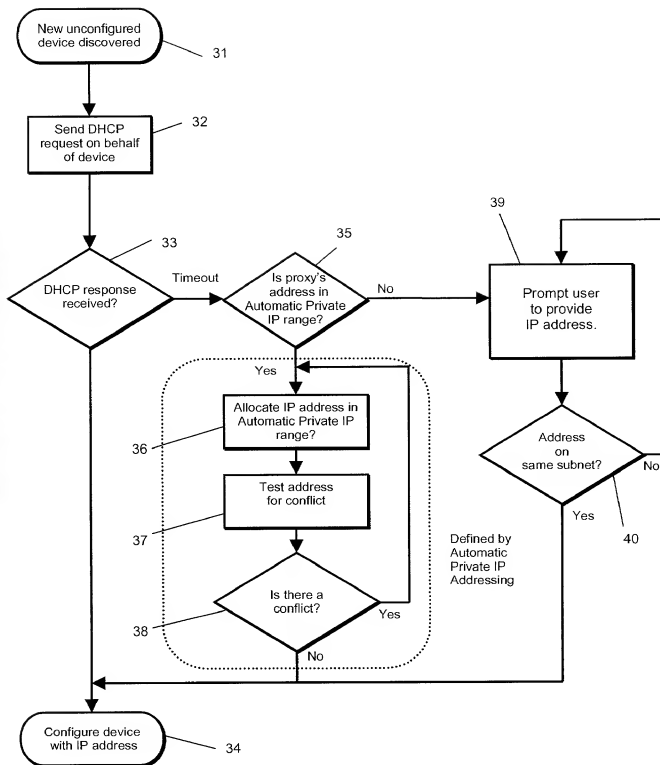 New unconfigured
device discovered
31
Send DHCP
request on behalf
of device
32
33
DHCP response
received?
Timeout
35
Is proxy's
address in
Automatic Private
IP range?
No
Yes
39
Prompt user
to provide
IP address.
Allocate IP address in
Automatic Private IP
range?
36
Test address
for conflict
37
Is there a
conflict?
38
Yes
No
Address
on
same subnet?
No
Yes
40
Defined by
Automatic
Private IP
Addressing
Configure device
with IP address
34